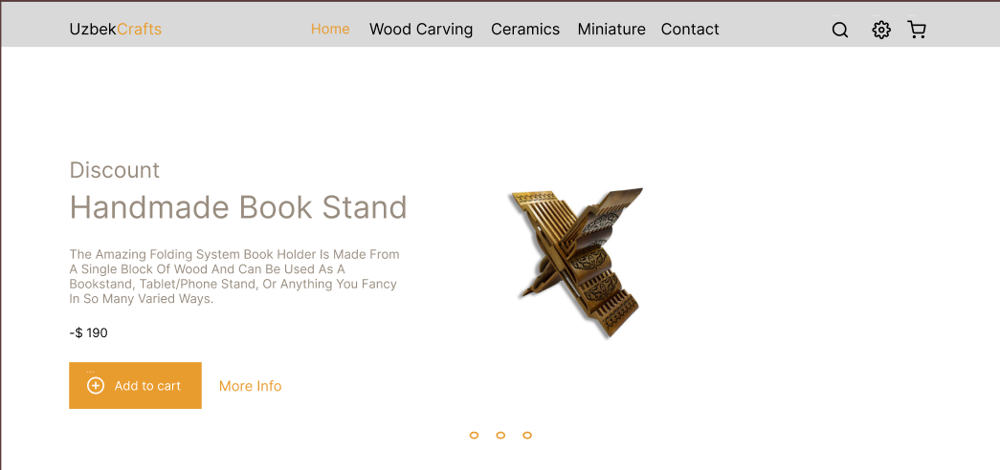 UzbekCrafts
Home Wood Carving Ceramics Miniature Contact
Discount
Handmade Book Stand
The Amazing Folding System Book Holder Is Made From
A Single Block Of Wood And Can Be Used As A
Bookstand, Tablet/Phone Stand, Or Anything You Fancy
In So Many Varied Ways.
-$ 190
...
Add to cart
More Info